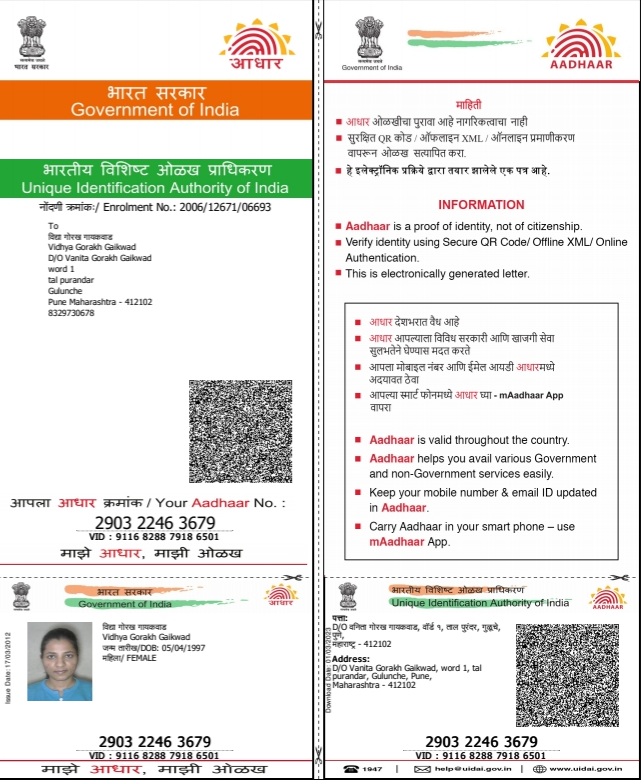 सत्यमेव जयते
भारत सरकार
आधार
भारत सरकार
Government of India
भारतीय विशिष्ट ओळख प्राधिकरण
Unique Identification Authority of India
नोंदणी क्रमांक:/ Enrolment No.: 2006/12671/06693
To
विद्या गोरख गायकवाड
Vidhya Gorakh Gaikwad
D/O Vanita Gorakh Gaikwad
word 1
tal purandar
Gulunche
Pune Maharashtra - 412102
8329730678
आपला आधार क्रमांक / Your Aadhaar No. :
2903 2246 3679
VID : 9116 8288 7918 6501
माझे आधार, माझी ओळख
Government of India
AADHAAR
माहिती
आधार ओळखीचा पुरावा आहे नागरिकत्वाचा नाही
सुरक्षित QR कोड / ऑफलाइन XML / ऑनलाइन प्रमाणीकरण
वापरून ओळख सत्यापित करा.
हे इलेक्ट्रॉनिक प्रक्रिये द्वारा तयार झालेले एक पत्र आहे.
INFORMATION
Aadhaar is a proof of identity, not of citizenship.
Verify identity using Secure QR Code/ Offline XML/ Online
Authentication.
This is electronically generated letter.
आधार देशभरात वैध आहे
आधार आपल्याला विविध सरकारी आणि खाजगी सेवा
सुलभतेने घेण्यास मदत करते
आपला मोबाइल नंबर आणि ईमेल आयडी आधारमध्ये
अदयावत ठेवा
आपल्या स्मार्ट फोनमध्ये आधार घ्या - mAadhaar App
वापरा
Aadhaar is valid throughout the country.
Aadhaar helps you avail various Government
and non-Government services easily.
Keep your mobile number & email ID updated
in Aadhaar.
Carry Aadhaar in your smart phone – use
mAadhaar App.
भारत सरकार
Government of India
आधार
Issue Date: 17/03/2012
विद्या गोरख गायकवाड
Vidhya Gorakh Gaikwad
जन्म तारीख/DOB: 05/04/1997
महिला/ FEMALE
2903 2246 3679
VID : 9116 8288 7918 6501
माझे आधार, माझी ओळख
भारतीय विशिष्ट ओळख प्राधिकरण
Unique Identification Authority of India
AADHAAR
Download Date: 01/03/2023
पत्ता:
D/O वनिता गोरख गायकवाड, वॉर्ड १, ताल पुरंदर, गुळूंचे,
पुणे,
महाराष्ट्र - 412102
Address:
D/O Vanita Gorakh Gaikwad, word 1, tal
purandar, Gulunche, Pune,
Maharashtra - 412102
2903 2246 3679
VID : 9116 8288 7918 6501
1947 | help@uidai.gov.in | www.uidai.gov.in